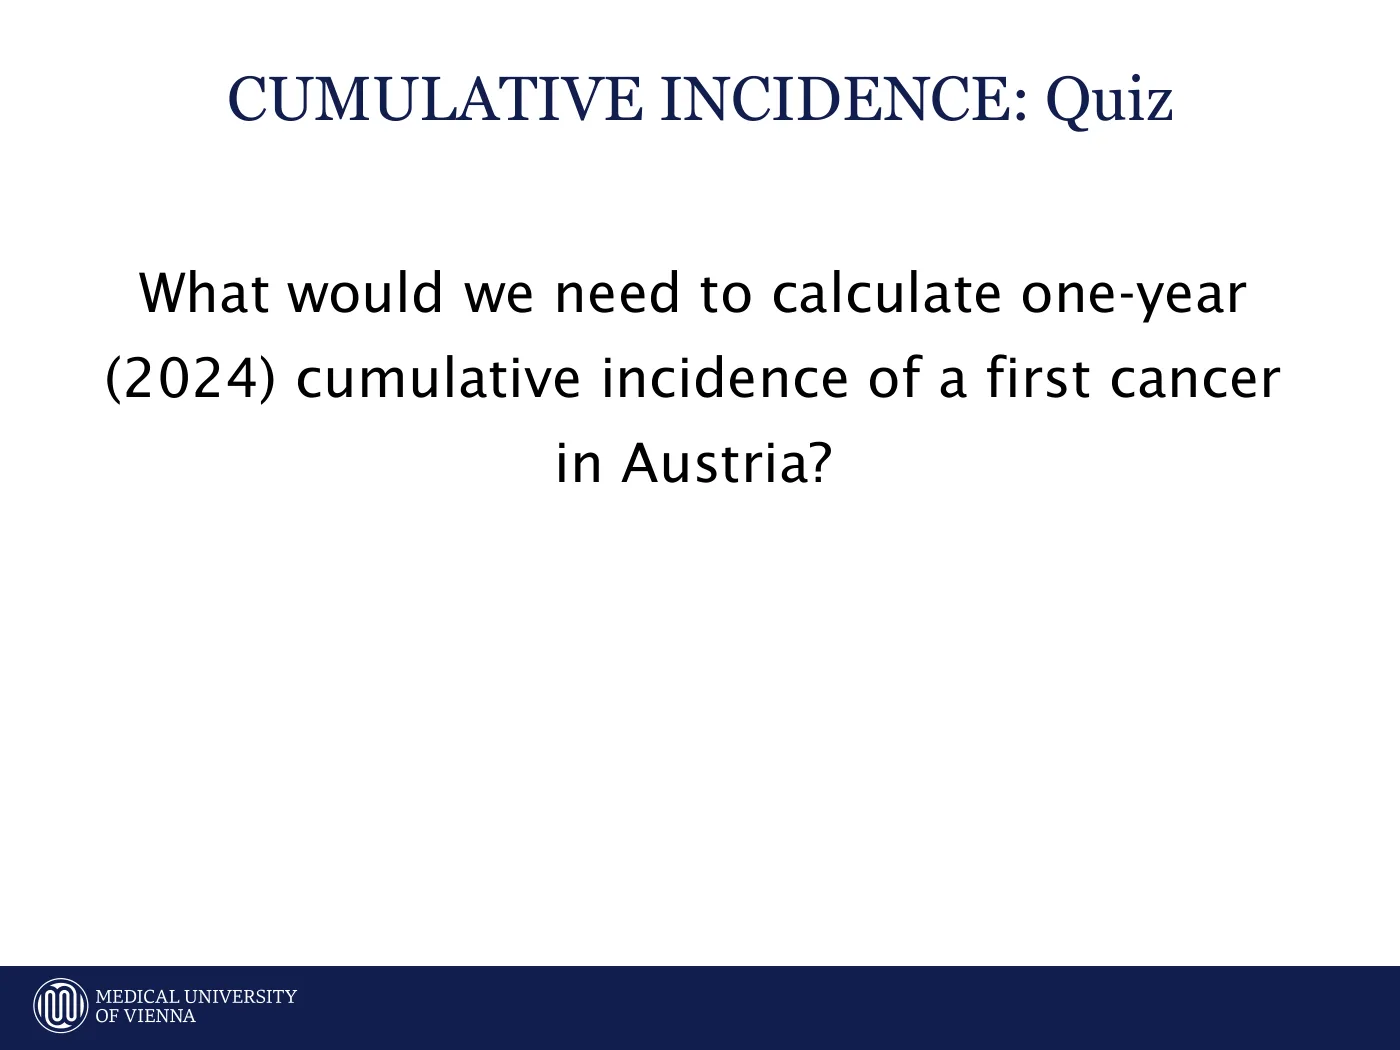 CUMULATIVE INCIDENCE: Quiz
What would we need to calculate one-year
(2024) cumulative incidence of a first cancer
in Austria?
MEDICAL UNIVERSITY
OF VIENNA